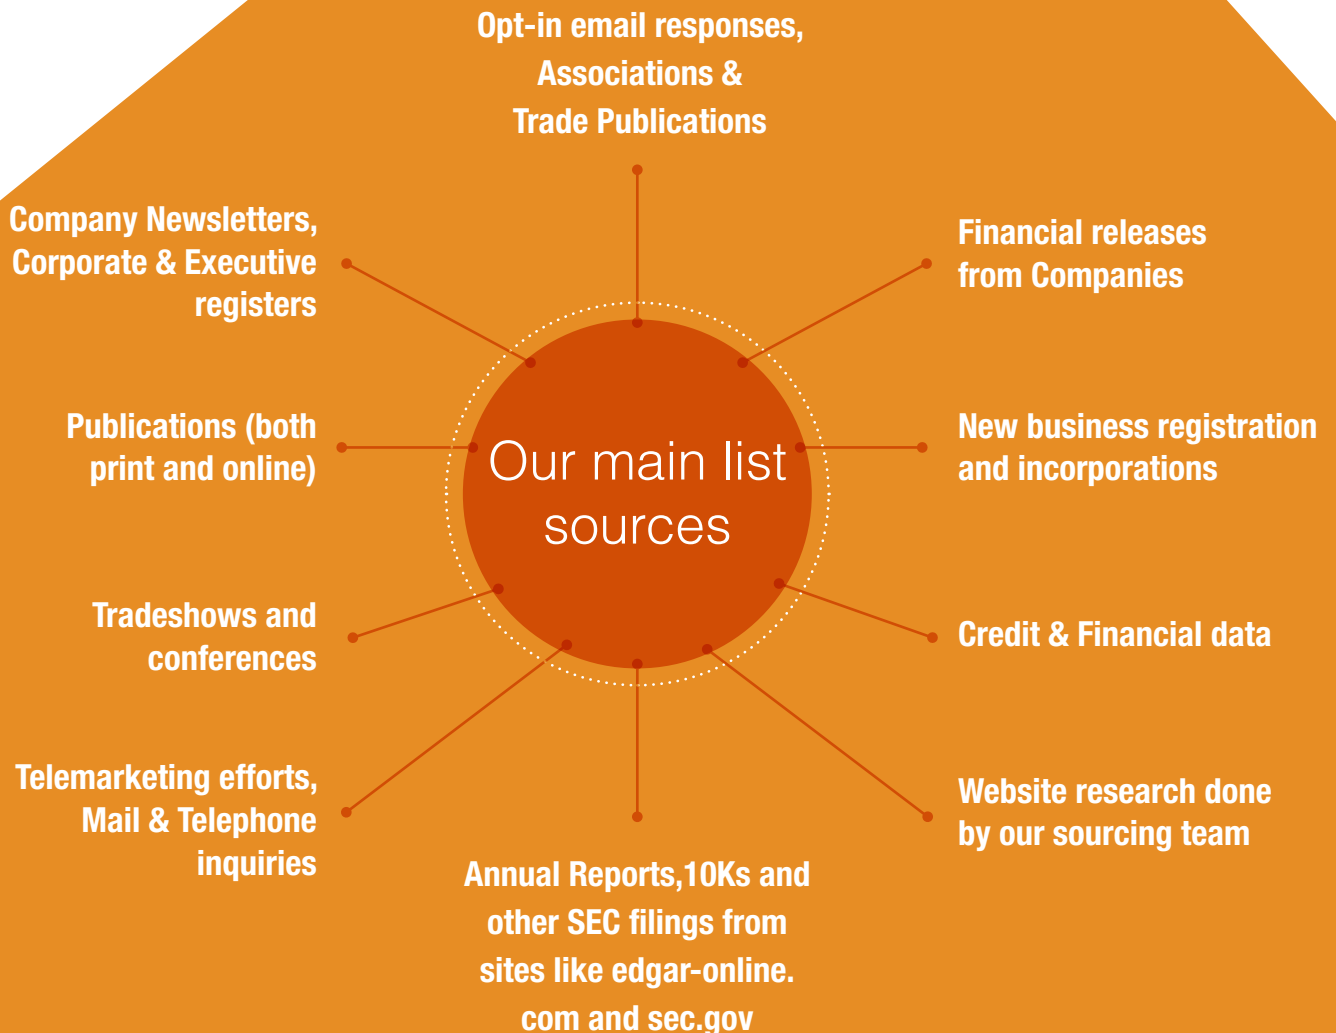 Opt-in email responses,
Associations &
Trade Publications
Company Newsletters,
Corporate & Executive
registers
Financial releases
from Companies
Publications (both
print and online)
New business registration
and incorporations
Our main list
sources
Tradeshows and
conferences
Credit & Financial data
Telemarketing efforts,
Mail & Telephone
inquiries
Website research done
by our sourcing team
Annual Reports,10Ks and
other SEC filings from
sites like edgar-online.
com and sec.gov